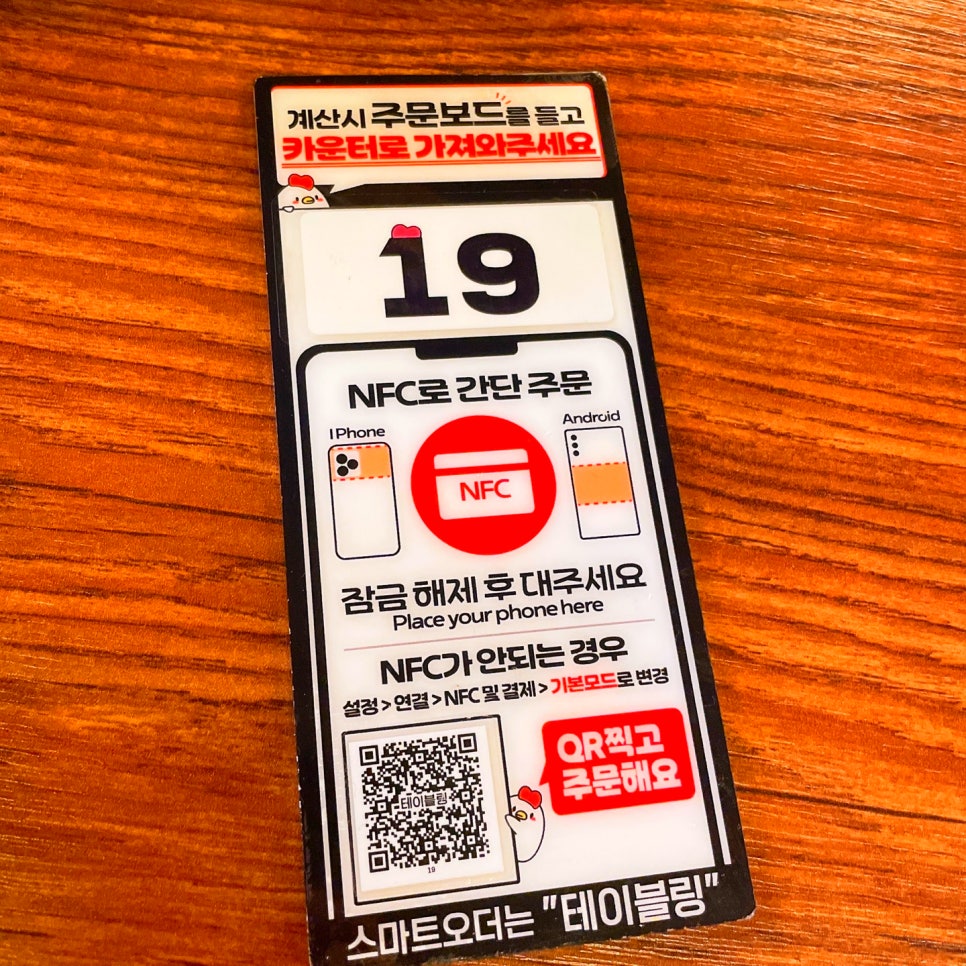 계산시 주문보드를 들고
카운터로 가져와주세요
19
NFC로 간단 주문
IPhone
Android
NFC
잠금 해제 후 대주세요
Place your phone here
NFC가 안되는 경우
설정 > 연결 > NFC 및 결제 > 기본모드로 변경
QR찍고
주문해요
테이블링
19
스마트오더는 "테이블링"